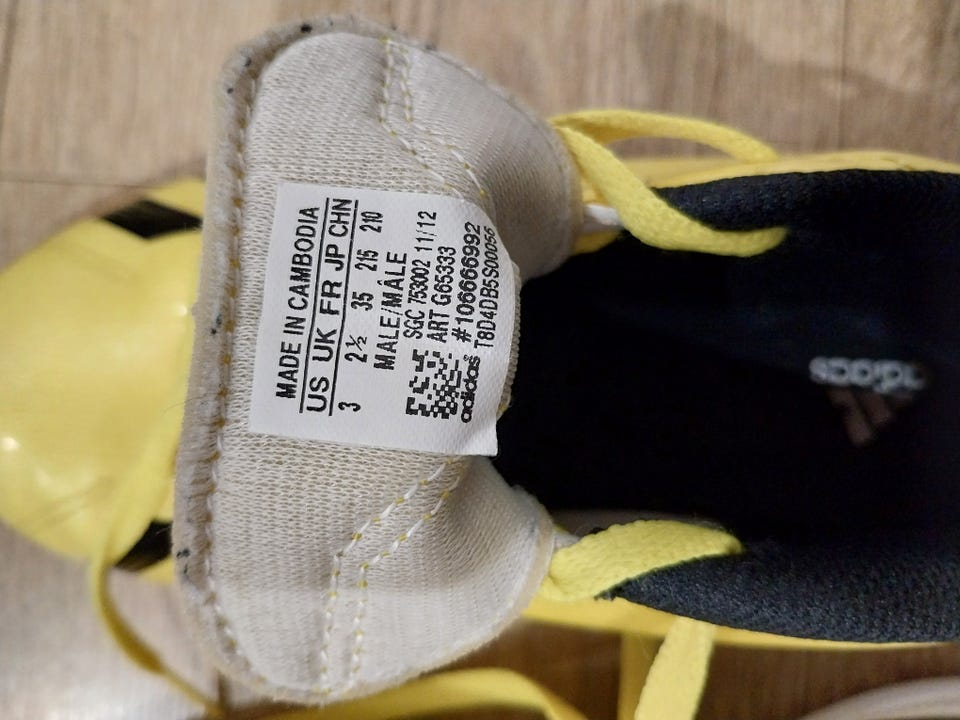 MADE IN CAMBODIA
US UK FR JP CHN
3 2½ 35 215 210
MALE/MÂLE
SGC 753002 11/12
ART G65333
#106666992
adidas T8D4DB5S00056
adidas